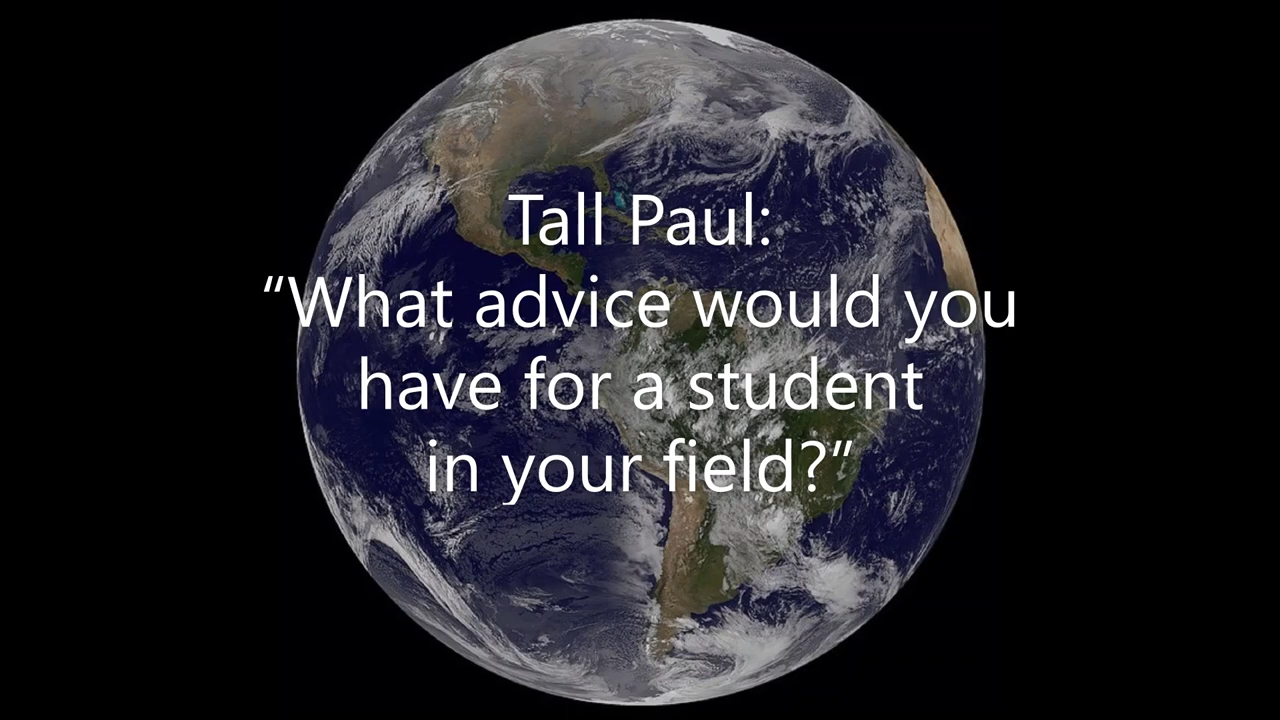 Tall Paul:
“What advice would you
have for a student
in your field?”